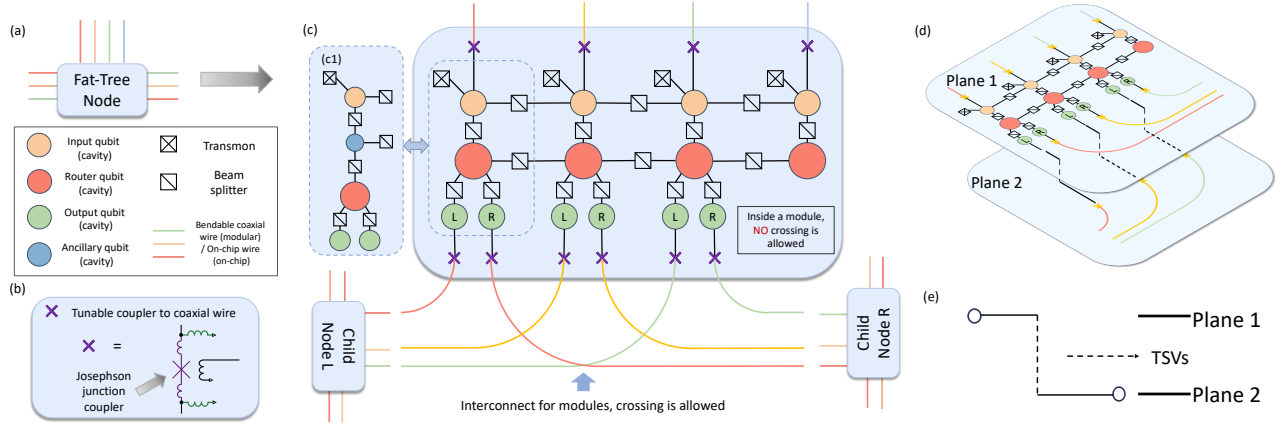 (a)
Fat-Tree
Node
Input qubit
(cavity)
Transmon
Router qubit
(cavity)
Beam
splitter
Output qubit
(cavity)
Ancillary qubit
(cavity)
Bendable coaxial
wire (modular)
/ On-chip wire
(on-chip)
(b)
Tunable coupler to coaxial wire
=
Josephson
junction
coupler
(c)
(c1)
L
R
L
R
L
R
Inside a module,
NO crossing is
allowed
Child
Node L
Child
Node R
Interconnect for modules, crossing is allowed
(d)
Plane 1
L
R
L
R
L
R
Plane 2
(e)
Plane 1
TSVs
Plane 2